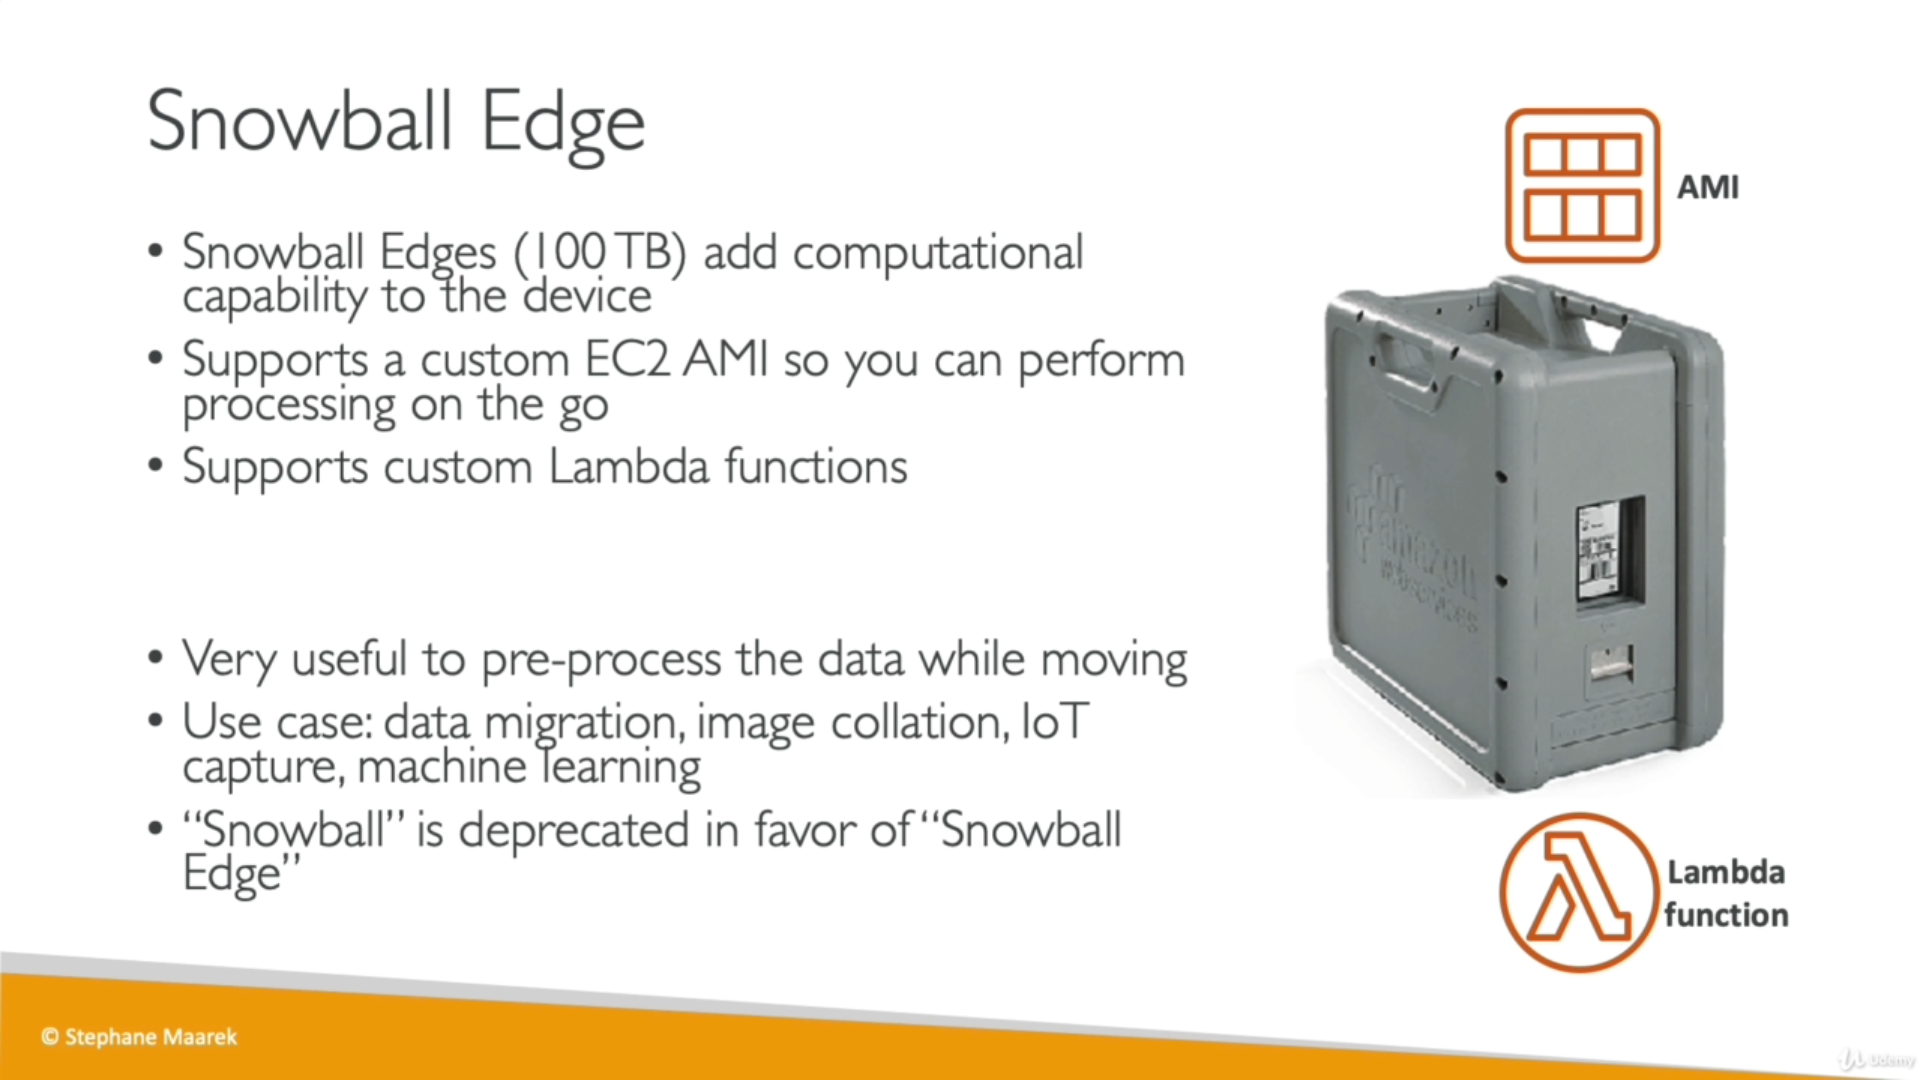 Snowball Edge
• Snowball Edges (100 TB) add computational
capability to the device
• Supports a custom EC2 AMI so you can perform
processing on the go
• Supports custom Lambda functions
• Very useful to pre-process the data while moving
• Use case: data migration, image collation, IoT
capture, machine learning
• “Snowball” is deprecated in favor of “Snowball
Edge”
AMI
amazon
webservices
Lambda
function
© Stephane Maarek
Udemy